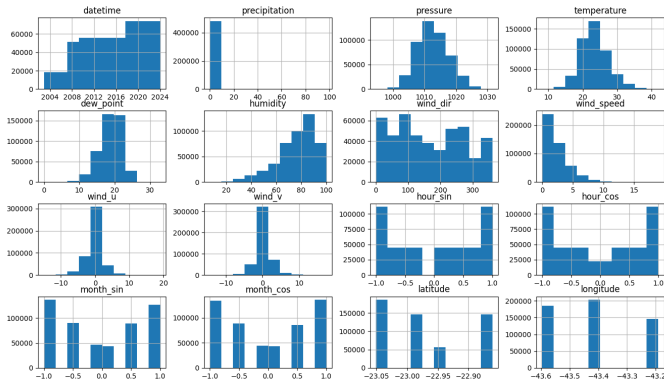 datetime precipitation pressure temperature
60000 400000 100000 150000
40000 200000 50000 100000
20000 50000
0 0 0 0
2004 2008 2012 2016 2020 2024 0 20 40 60 80 100 1000 1010 1020 1030 10 20 30 40
dew_point humidity wind_dir wind_speed
150000 100000 60000 200000
100000 50000 40000 100000
50000 20000
0 0 0 0
0 10 20 30 20 40 60 80 100 0 100 200 300 0 5 10 15
wind_u wind_v hour_sin hour_cos
300000 300000 100000 100000
200000 200000 75000 75000
100000 100000 50000 50000
25000 25000
0 0 0 0
−10 0 10 20 −10 0 10 −1.0 −0.5 0.0 0.5 1.0 −1.0 −0.5 0.0 0.5 1.0
month_sin month_cos latitude longitude
100000 100000 150000 200000
50000 50000 100000 150000
50000 100000
50000
0 0 0 0
−1.0 −0.5 0.0 0.5 1.0 −1.0 −0.5 0.0 0.5 1.0 −23.05 −23.00 −22.95 −22.90 −43.6 −43.5 −43.4 −43.3 −43.2